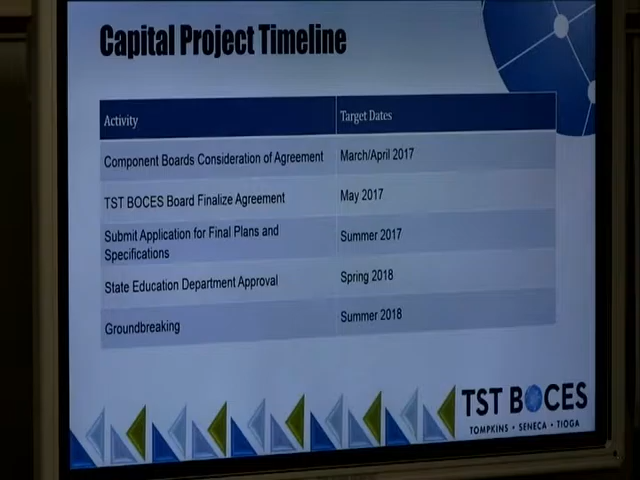 Capital Project Timeline
Activity
Target Dates
Component Boards Consideration of Agreement
March/April 2017
TST BOCES Board Finalize Agreement
May 2017
Submit Application for Final Plans and
Specifications
Summer 2017
State Education Department Approval
Spring 2018
Groundbreaking
Summer 2018
TST BOCES
TOMPKINS • SENECA • TIOGA